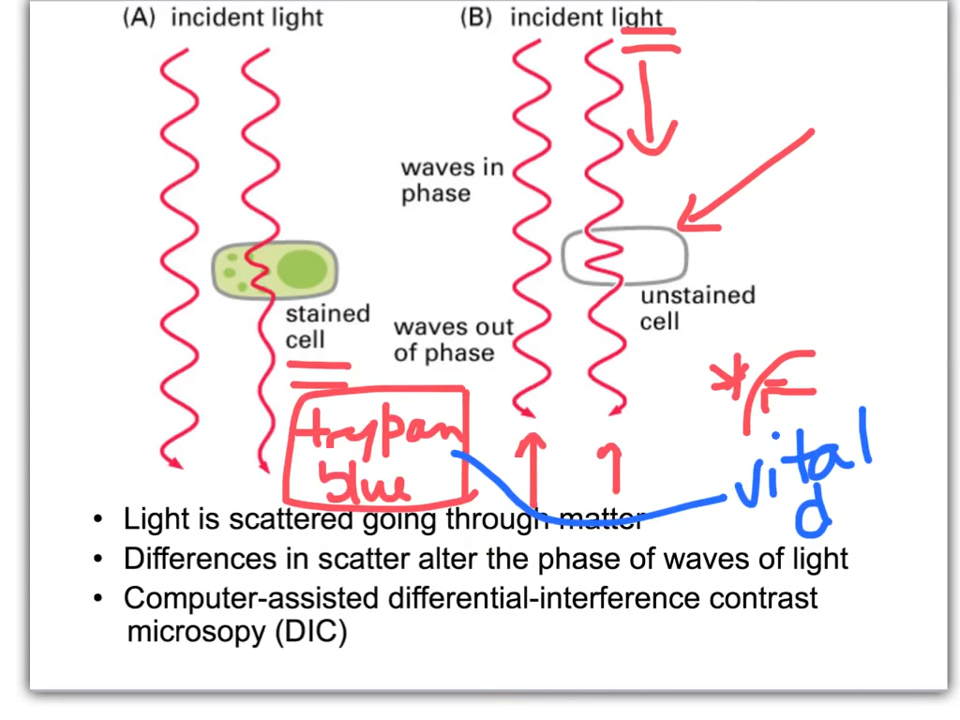 (A) incident light
(B) incident light
waves in
phase
stained
cell
waves out
of phase
unstained
cell
trypan
blue
vital
d
• Light is scattered going through matter
• Differences in scatter alter the phase of waves of light
• Computer-assisted differential-interference contrast
microsopy (DIC)